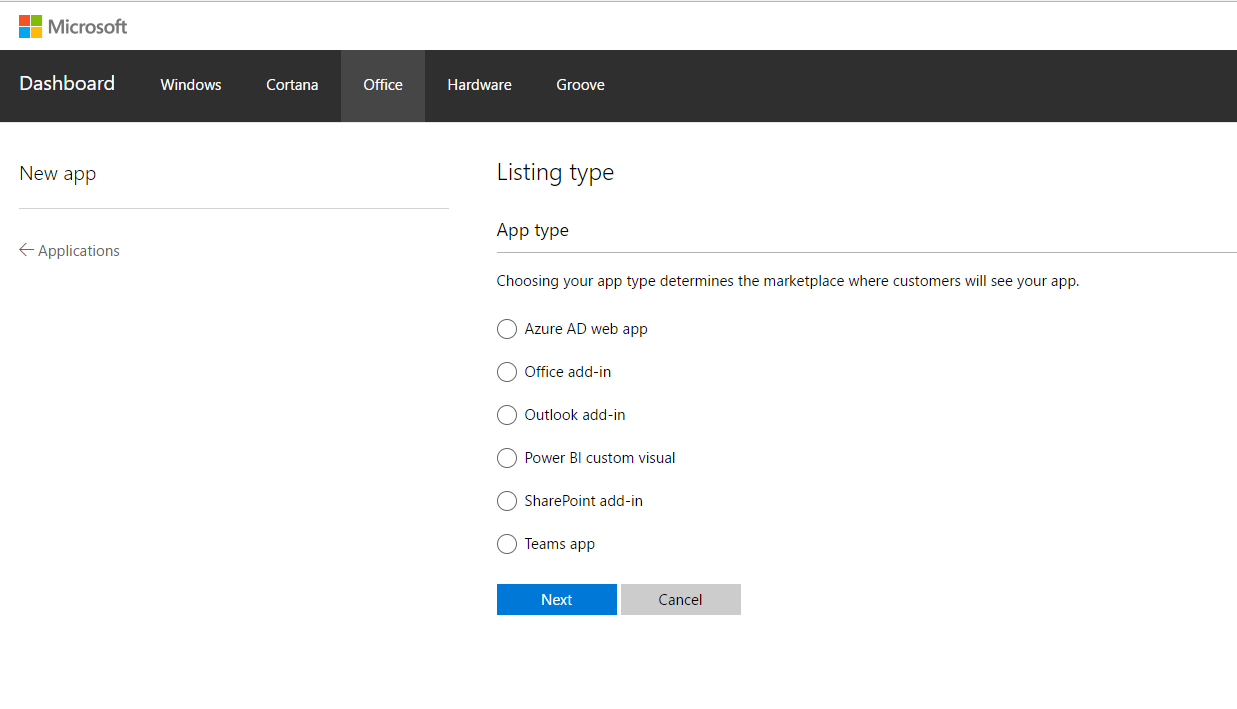 Microsoft
Dashboard Windows Cortana Office Hardware Groove
New app
← Applications
Listing type
App type
Choosing your app type determines the marketplace where customers will see your app.
Azure AD web app
Office add-in
Outlook add-in
Power BI custom visual
SharePoint add-in
Teams app
Next Cancel